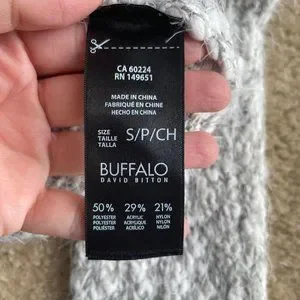 CA 60224
RN 149651
MADE IN CHINA
FABRIQUÉ EN CHINE
HECHO EN CHINA
SIZE
TAILLE
TALLA
S/P/CH
BUFFALO
DAVID BITTON
50% 29% 21%
POLYESTER ACRYLIC NYLON
POLYESTER ACRYLIQUE NYLON
POLIÉSTER ACRÍLICO NILÓN